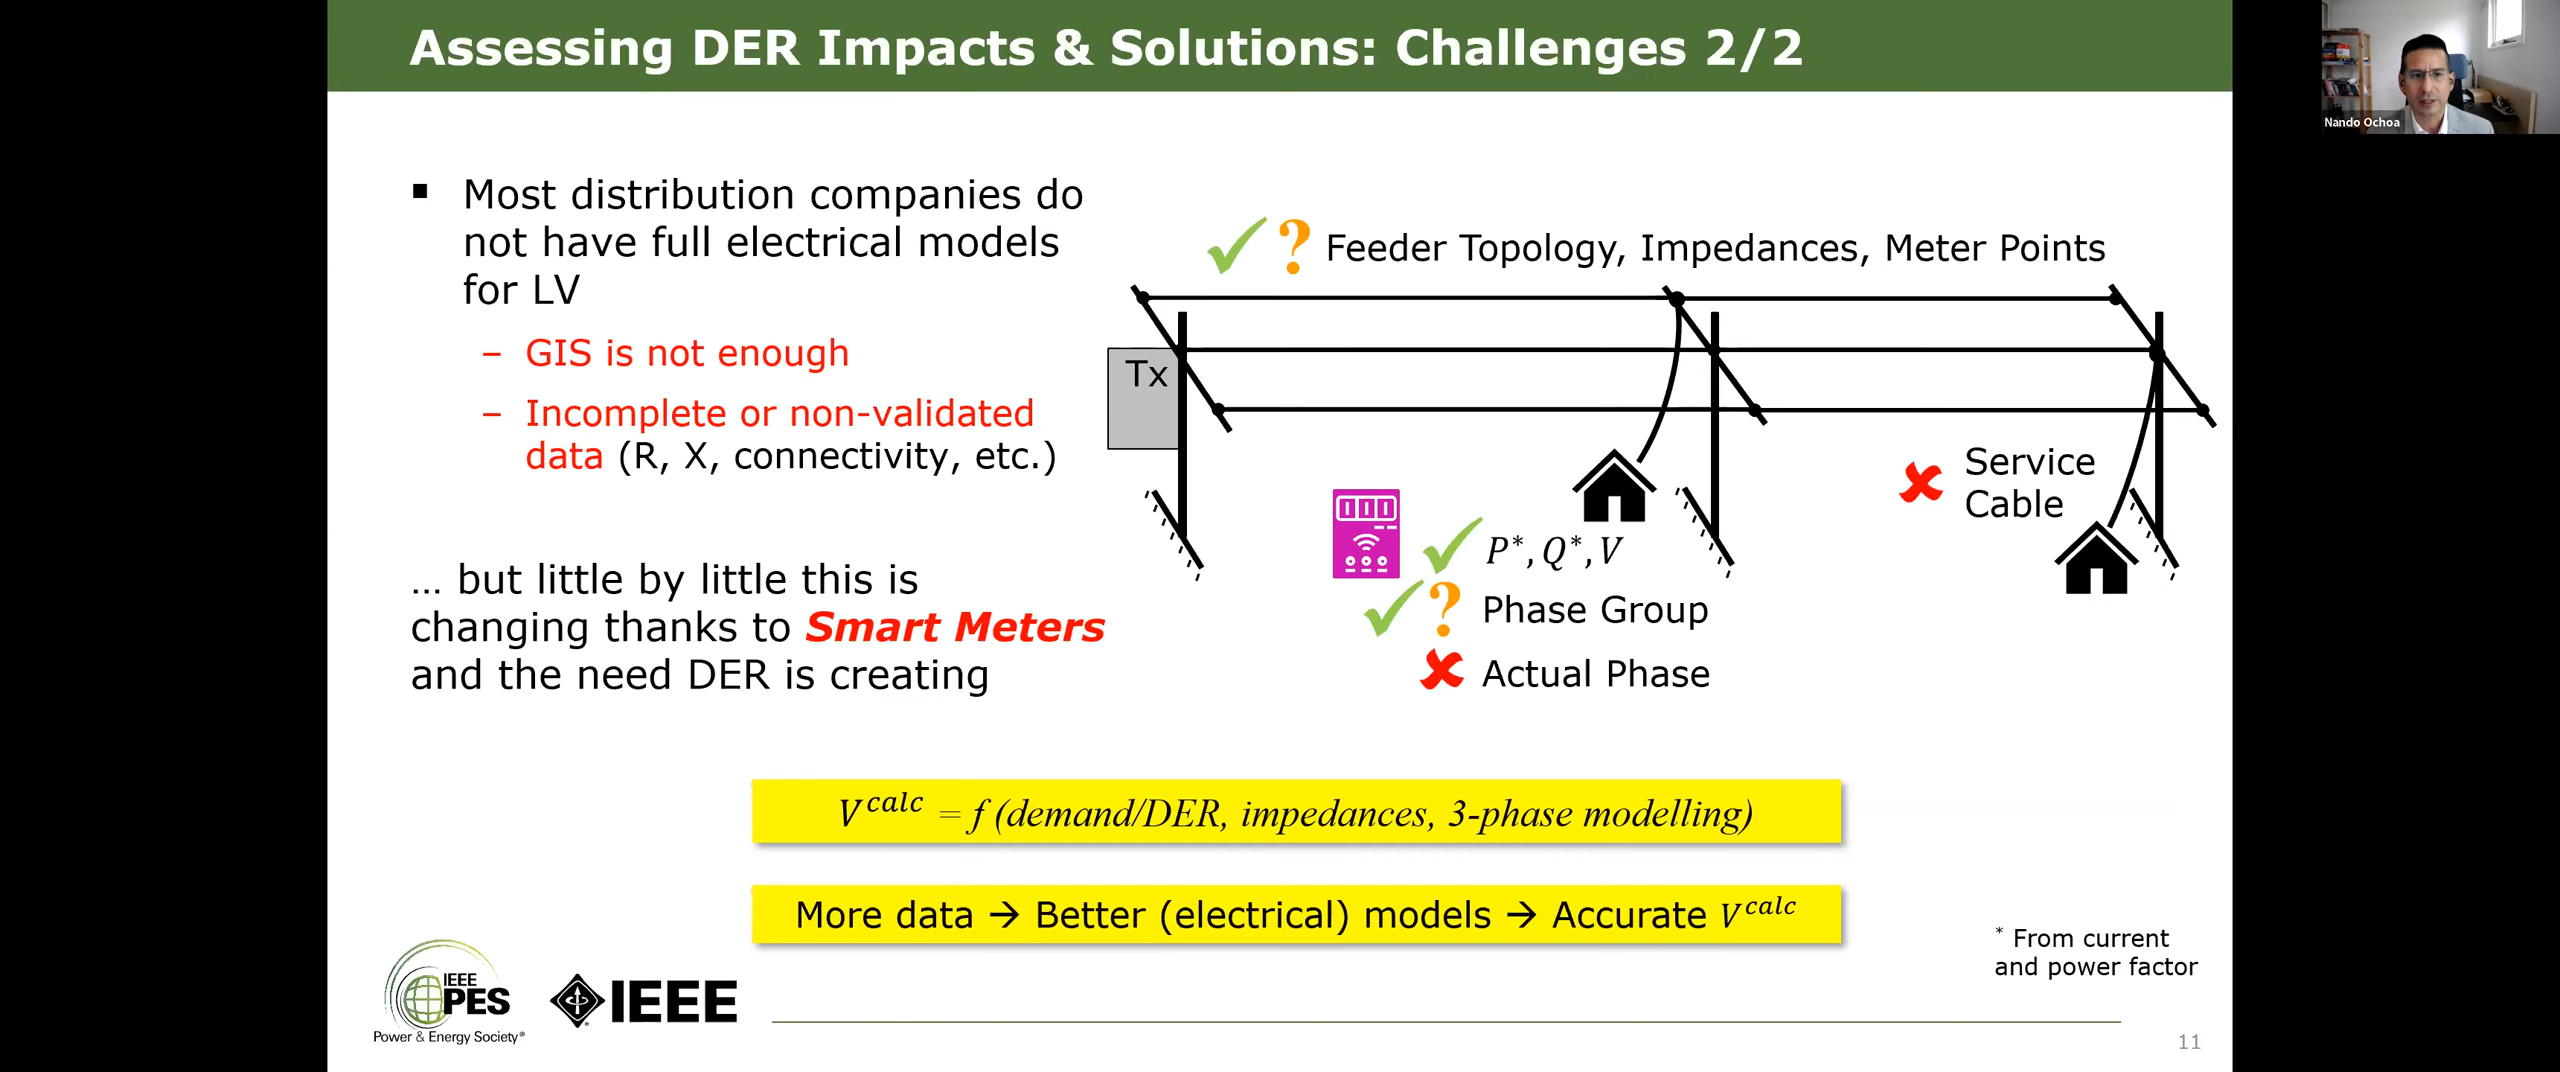 Assessing DER Impacts & Solutions: Challenges 2/2
Nando Ochoa
▪ Most distribution companies do
not have full electrical models
for LV
– GIS is not enough
– Incomplete or non-validated
data (R, X, connectivity, etc.)
... but little by little this is
changing thanks to Smart Meters
and the need DER is creating
✓ ? Feeder Topology, Impedances, Meter Points
Tx
✘ Service
Cable
✓ P*, Q*, V
✓ ? Phase Group
✘ Actual Phase
V^calc = f (demand/DER, impedances, 3-phase modelling)
More data → Better (electrical) models → Accurate V^calc
* From current
and power factor
IEEE
PES
Power & Energy Society®
IEEE
11